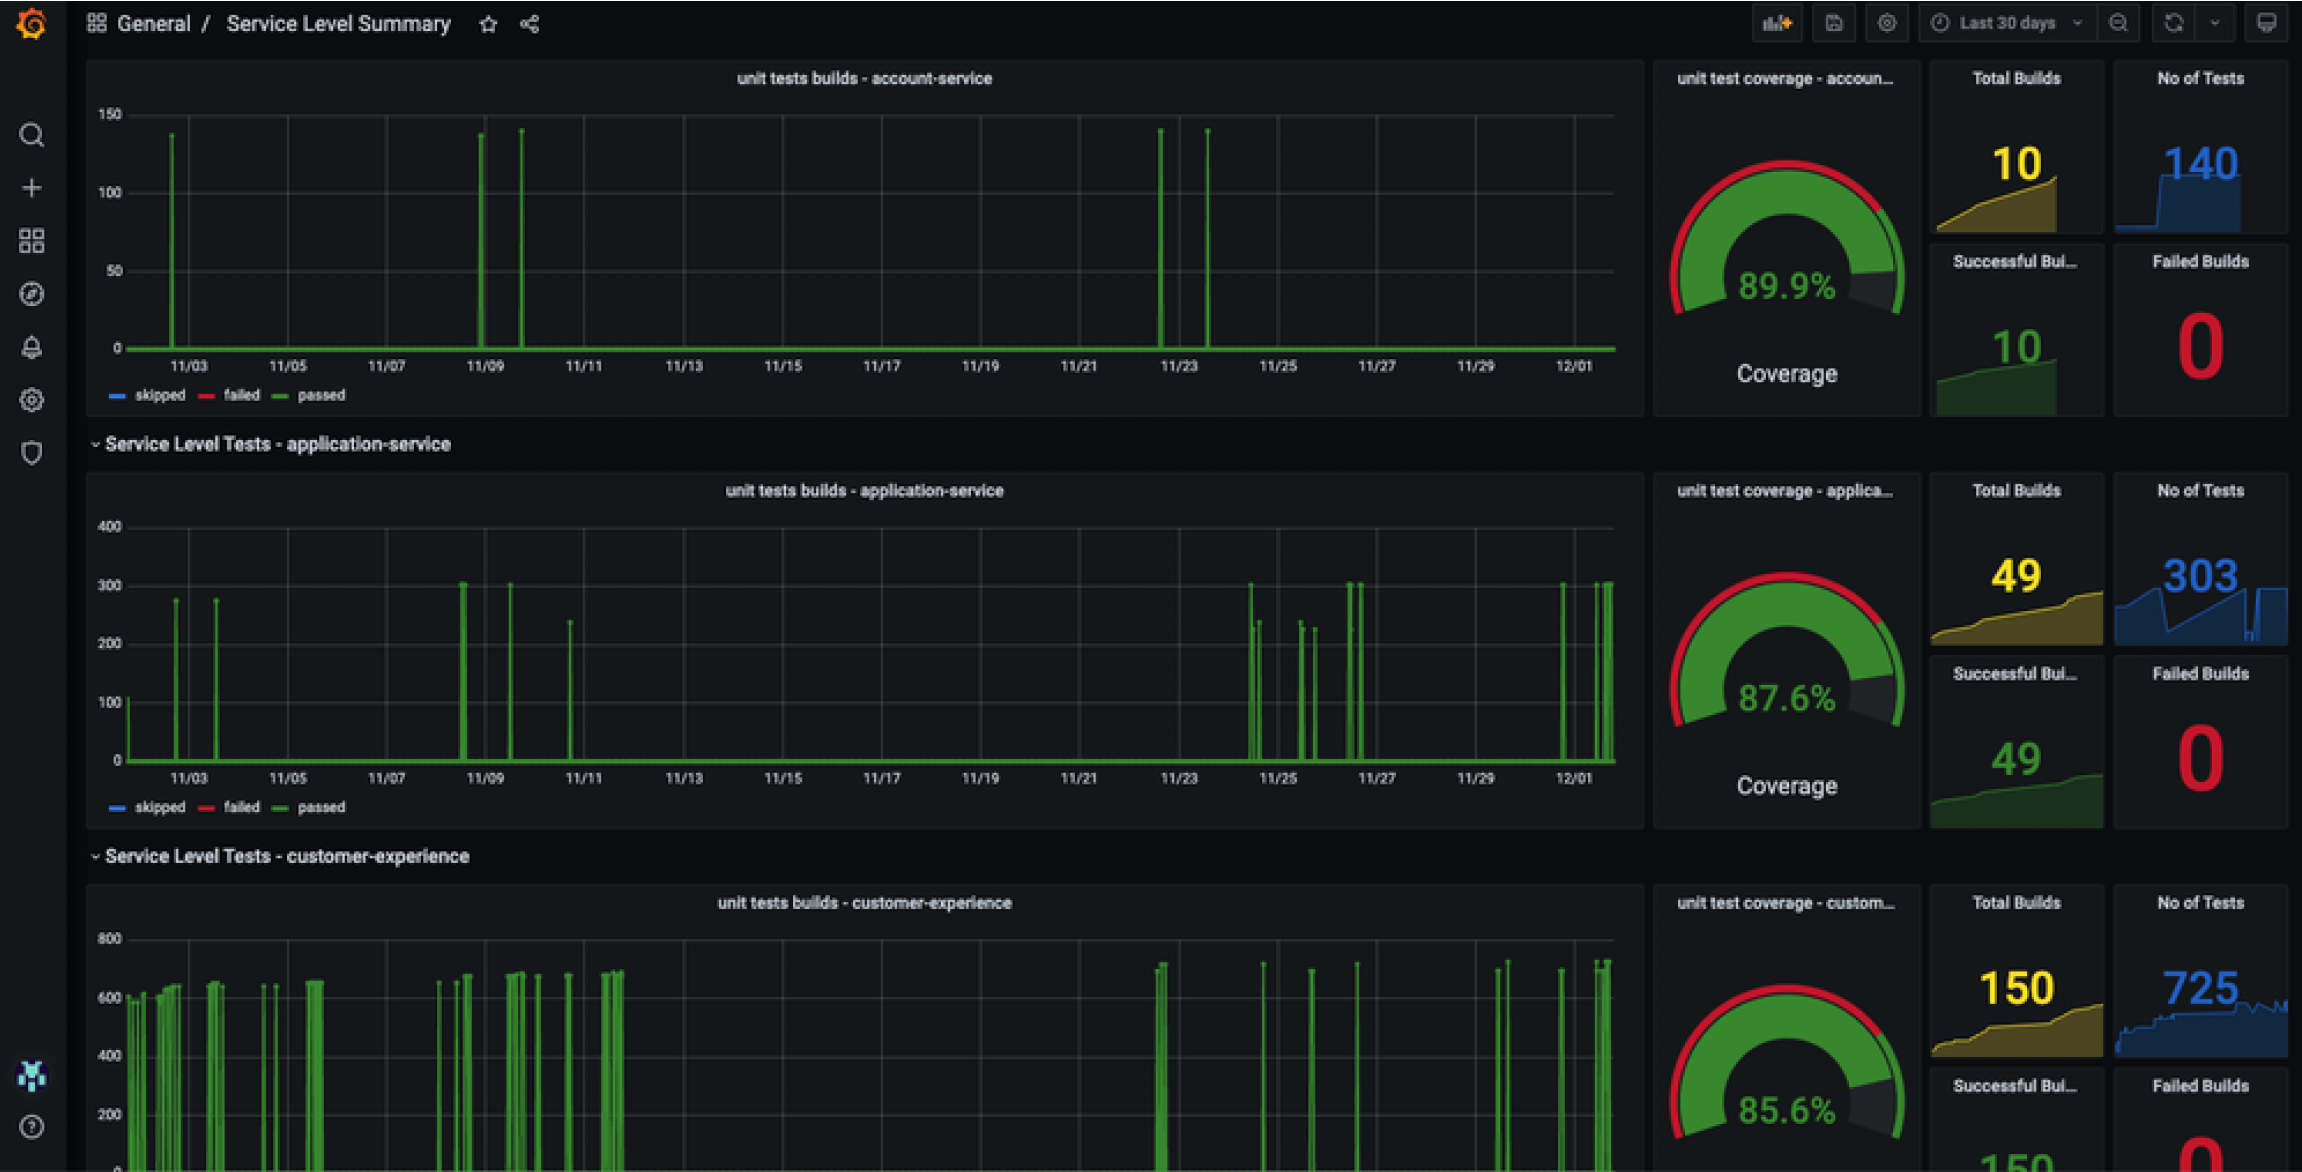 General / Service Level Summary
Last 30 days
unit tests builds - account-service
150
100
50
0
11/03 11/05 11/07 11/09 11/11 11/13 11/15 11/17 11/19 11/21 11/23 11/25 11/27 11/29 12/01
skipped failed passed
unit test coverage - accoun...
89.9%
Coverage
Total Builds
10
No of Tests
140
Successful Bui...
10
Failed Builds
0
Service Level Tests - application-service
unit tests builds - application-service
400
300
200
100
0
11/03 11/05 11/07 11/09 11/11 11/13 11/15 11/17 11/19 11/21 11/23 11/25 11/27 11/29 12/01
skipped failed passed
unit test coverage - applica...
87.6%
Coverage
Total Builds
49
No of Tests
303
Successful Bui...
49
Failed Builds
0
Service Level Tests - customer-experience
unit tests builds - customer-experience
800
600
400
200
0
unit test coverage - custom...
85.6%
Total Builds
150
No of Tests
725
Successful Bui...
150
Failed Builds
0